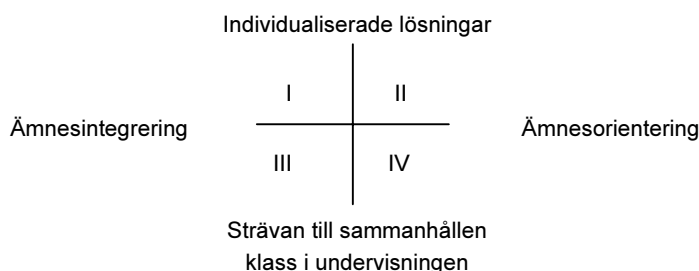 Individualiserade lösningar
I II
Ämnesintegrering Ämnesorientering
III IV
Strävan till sammanhållen
klass i undervisningen